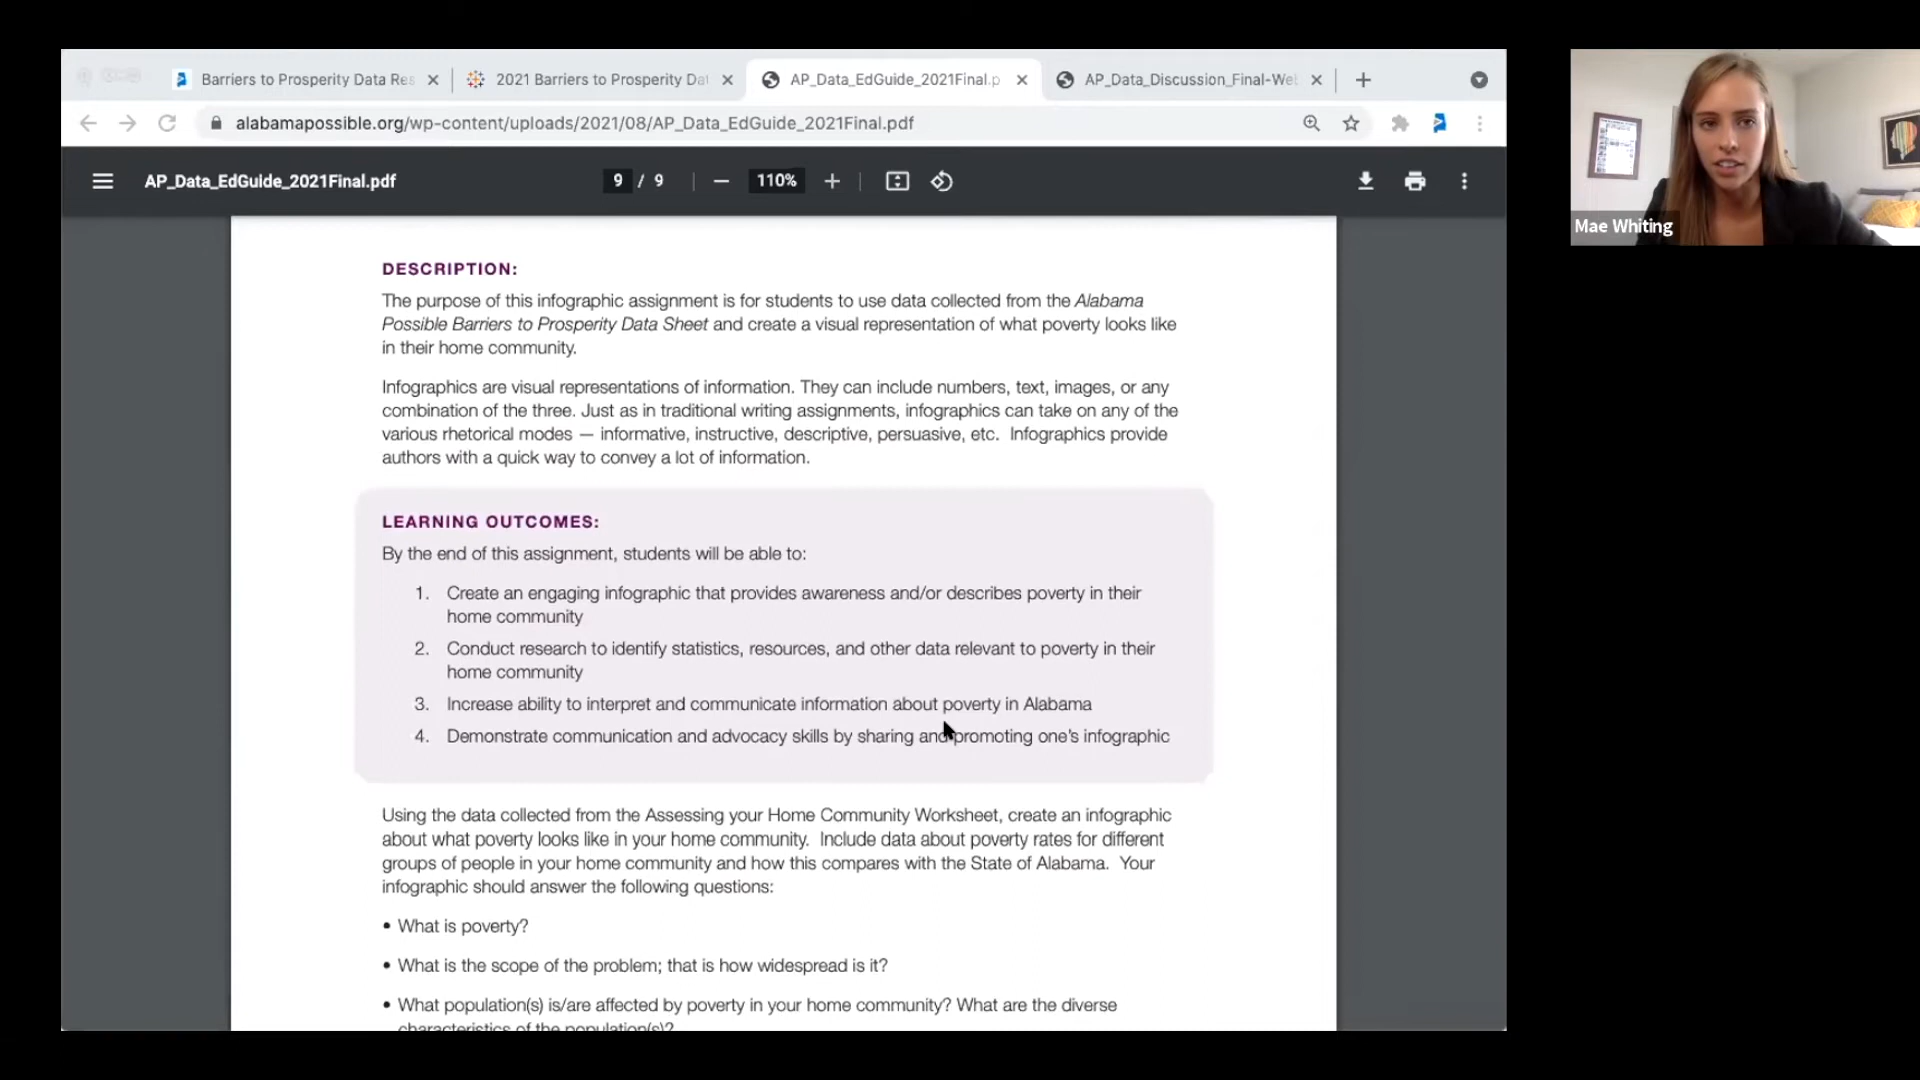 Barriers to Prosperity Data Res
2021 Barriers to Prosperity Dat
AP_Data_EdGuide_2021Final.p
AP_Data_Discussion_Final-Web
alabamapossible.org/wp-content/uploads/2021/08/AP_Data_EdGuide_2021Final.pdf
AP_Data_EdGuide_2021Final.pdf
9 / 9
110%
Mae Whiting
DESCRIPTION:
The purpose of this infographic assignment is for students to use data collected from the Alabama
Possible Barriers to Prosperity Data Sheet and create a visual representation of what poverty looks like
in their home community.
Infographics are visual representations of information. They can include numbers, text, images, or any
combination of the three. Just as in traditional writing assignments, infographics can take on any of the
various rhetorical modes — informative, instructive, descriptive, persuasive, etc. Infographics provide
authors with a quick way to convey a lot of information.
LEARNING OUTCOMES:
By the end of this assignment, students will be able to:
1. Create an engaging infographic that provides awareness and/or describes poverty in their
home community
2. Conduct research to identify statistics, resources, and other data relevant to poverty in their
home community
3. Increase ability to interpret and communicate information about poverty in Alabama
4. Demonstrate communication and advocacy skills by sharing and promoting one's infographic
Using the data collected from the Assessing your Home Community Worksheet, create an infographic
about what poverty looks like in your home community. Include data about poverty rates for different
groups of people in your home community and how this compares with the State of Alabama. Your
infographic should answer the following questions:
• What is poverty?
• What is the scope of the problem; that is how widespread is it?
• What population(s) is/are affected by poverty in your home community? What are the diverse
characteristics of the population(s)?